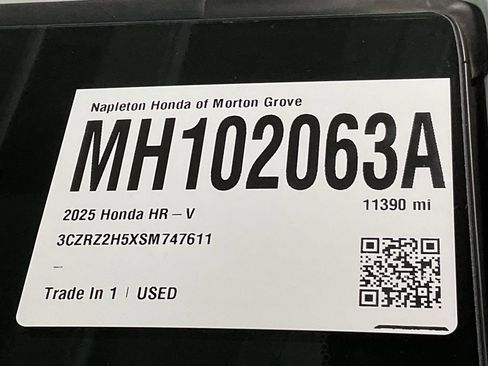 Napleton Honda of Morton Grove
MH102063A
11390 mi
2025 Honda HR – V
3CZRZ2H5XSM747611
—
Trade In 1 | USED